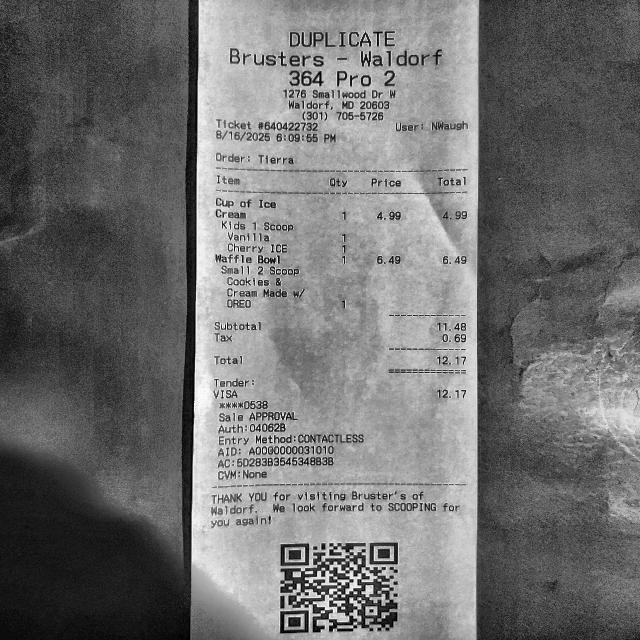 DUPLICATE
Brusters - Waldorf
364 Pro 2
1276 Smallwood Dr W
Waldorf, MD 20603
(301) 705-5726
Ticket #640422732 User: NWaugh
8/16/2025 6:09:55 PM
Order: Tierra
Item Qty Price Total
Cup of Ice
Cream 1 4.99 4.99
Kids 1 Scoop
Vanilla 1
Cherry ICE 1
Waffle Bowl 1 6.49 6.49
Small 2 Scoop
Cookies &
Cream Made w/
OREO 1
Subtotal 11.48
Tax 0.69
Total 12.17
Tender:
VISA 12.17
****0538
Sale APPROVAL
Auth:04062B
Entry Method:CONTACTLESS
AID: A0000000031010
AC:5D283B3545348B3B
CVM:None
THANK YOU for visiting Bruster's of
Waldorf. We look forward to SCOOPING for
you again!